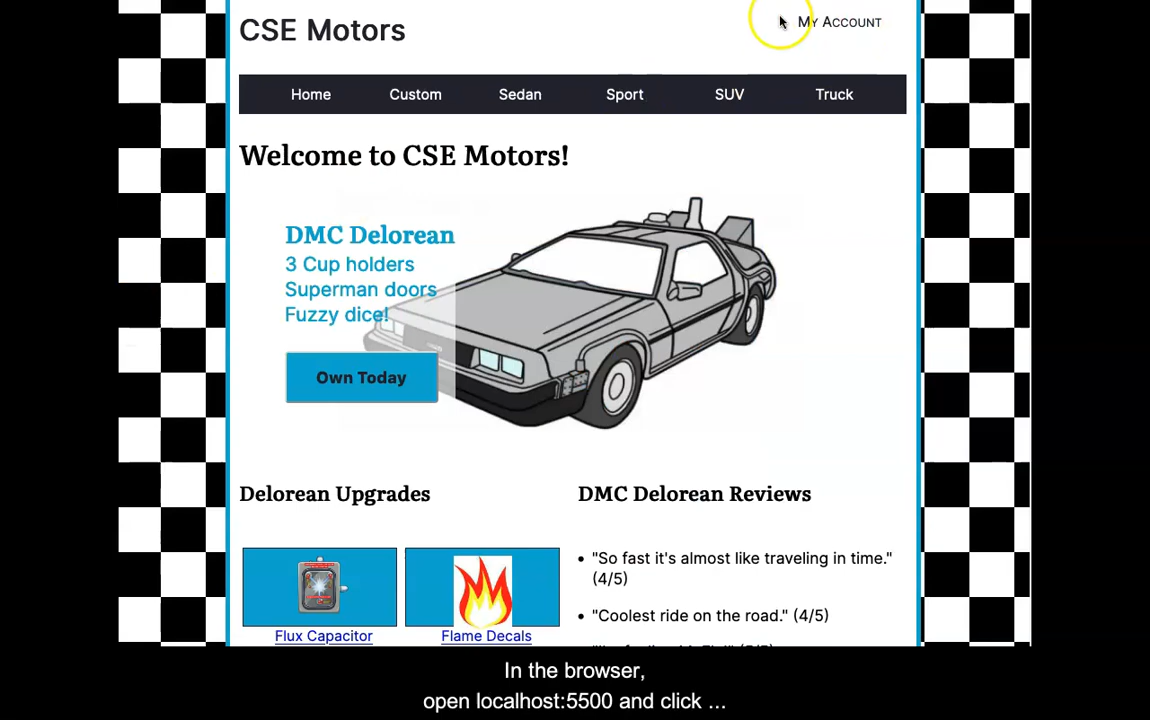 CSE Motors
My Account
Home Custom Sedan Sport SUV Truck
Welcome to CSE Motors!
DMC Delorean
3 Cup holders
Superman doors
Fuzzy dice!
Own Today
Delorean Upgrades
Flux Capacitor
Flame Decals
DMC Delorean Reviews
• "So fast it's almost like traveling in time."
(4/5)
• "Coolest ride on the road." (4/5)
In the browser,
open localhost:5500 and click ...